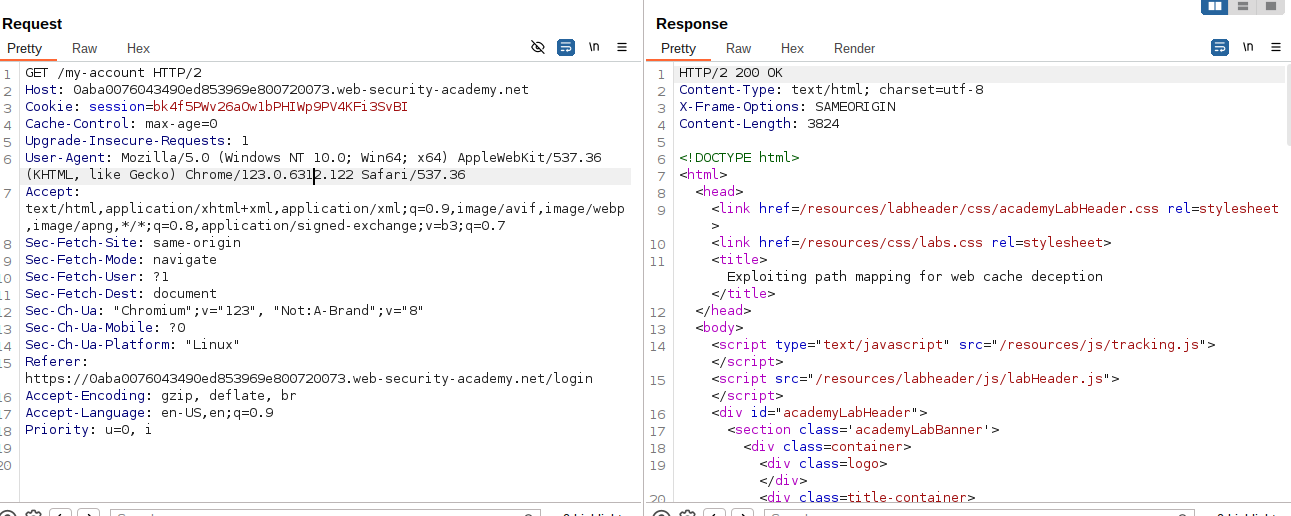 Request
Pretty Raw Hex
\n
1 GET /my-account HTTP/2
2 Host: 0aba0076043490ed853969e800720073.web-security-academy.net
3 Cookie: session=bk4f5PWv26aOw1bPHIWp9PV4KFi3SvBI
4 Cache-Control: max-age=0
5 Upgrade-Insecure-Requests: 1
6 User-Agent: Mozilla/5.0 (Windows NT 10.0; Win64; x64) AppleWebKit/537.36
(KHTML, like Gecko) Chrome/123.0.6312.122 Safari/537.36
7 Accept:
text/html,application/xhtml+xml,application/xml;q=0.9,image/avif,image/webp
,image/apng,*/*;q=0.8,application/signed-exchange;v=b3;q=0.7
8 Sec-Fetch-Site: same-origin
9 Sec-Fetch-Mode: navigate
10 Sec-Fetch-User: ?1
11 Sec-Fetch-Dest: document
12 Sec-Ch-Ua: "Chromium";v="123", "Not:A-Brand";v="8"
13 Sec-Ch-Ua-Mobile: ?0
14 Sec-Ch-Ua-Platform: "Linux"
15 Referer:
https://0aba0076043490ed853969e800720073.web-security-academy.net/login
16 Accept-Encoding: gzip, deflate, br
17 Accept-Language: en-US,en;q=0.9
18 Priority: u=0, i
19
20
Response
Pretty Raw Hex Render
\n
1 HTTP/2 200 OK
2 Content-Type: text/html; charset=utf-8
3 X-Frame-Options: SAMEORIGIN
4 Content-Length: 3824
5
6 <!DOCTYPE html>
7 <html>
8 <head>
9 <link href=/resources/labheader/css/academyLabHeader.css rel=stylesheet
>
10 <link href=/resources/css/labs.css rel=stylesheet>
11 <title>
Exploiting path mapping for web cache deception
</title>
12 </head>
13 <body>
14 <script type="text/javascript" src="/resources/js/tracking.js">
</script>
15 <script src="/resources/labheader/js/labHeader.js">
</script>
16 <div id="academyLabHeader">
17 <section class='academyLabBanner'>
18 <div class=container>
19 <div class=logo>
</div>
20 <div class=title-container>